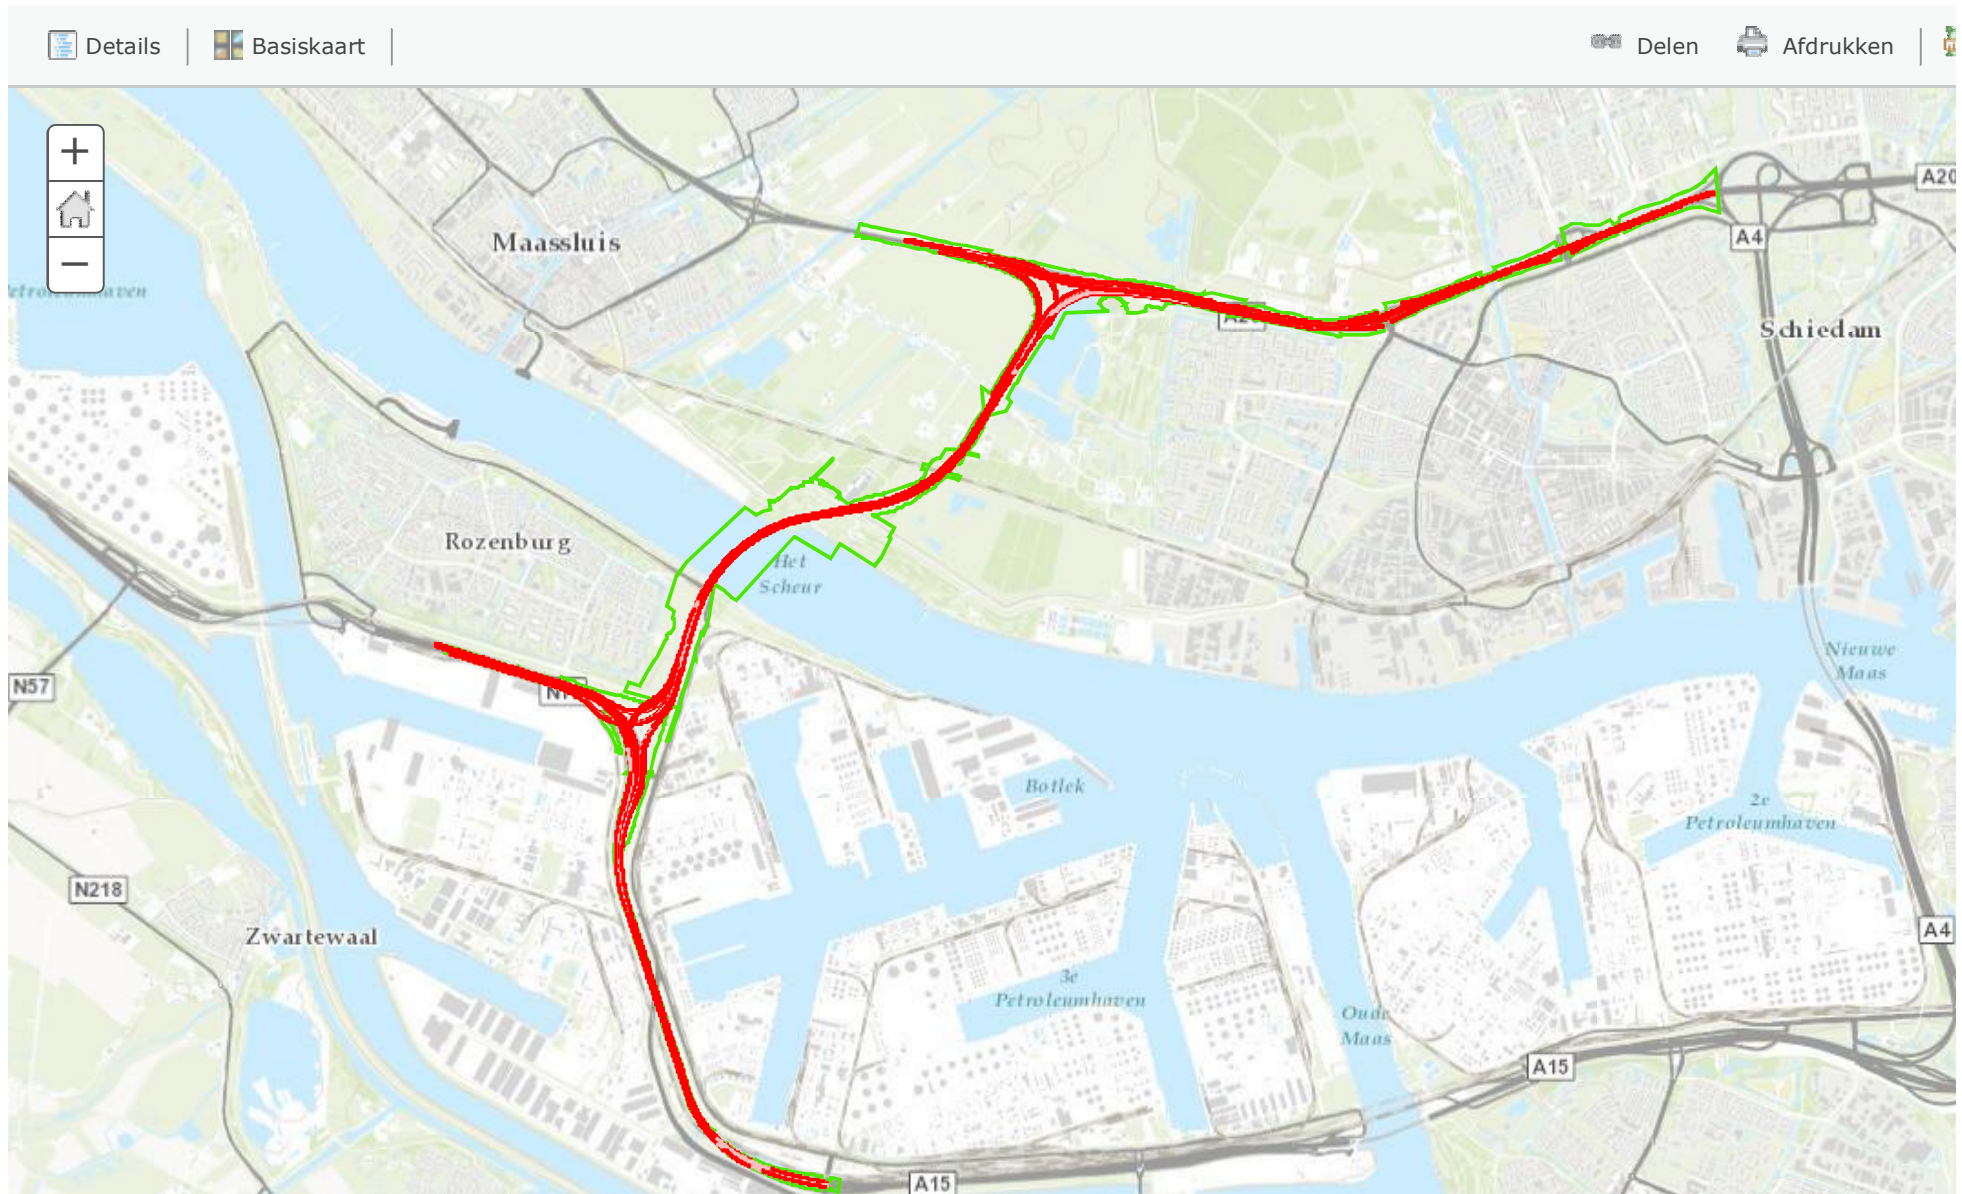 Details
Basiskaart
Delen
Afdrukken
+
−
A20
A4
Maassluis
Schiedam
Rozenburg
Het
Scheur
N57
Nieuwe
Maas
Botlek
2e
Petroleumhaven
N218
Zwartewaal
A4
3e
Petroleumhaven
Oude
Maas
A15
A15